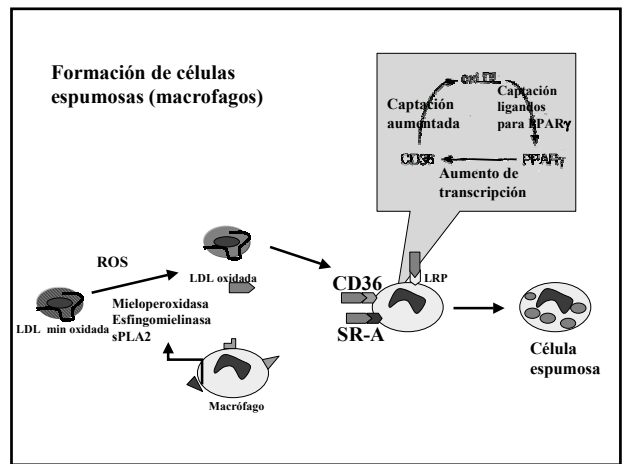 Formación de células
espumosas (macrofagos)
oxLDL
Captación
aumentada
Captación
ligandos
para PPARγ
CD36
PPARγ
Aumento de
transcripción
ROS
LDL oxidada
LDL min oxidada
Mieloperoxidasa
Esfingomielinasa
sPLA2
Macrófago
CD36
LRP
SR-A
Célula
espumosa